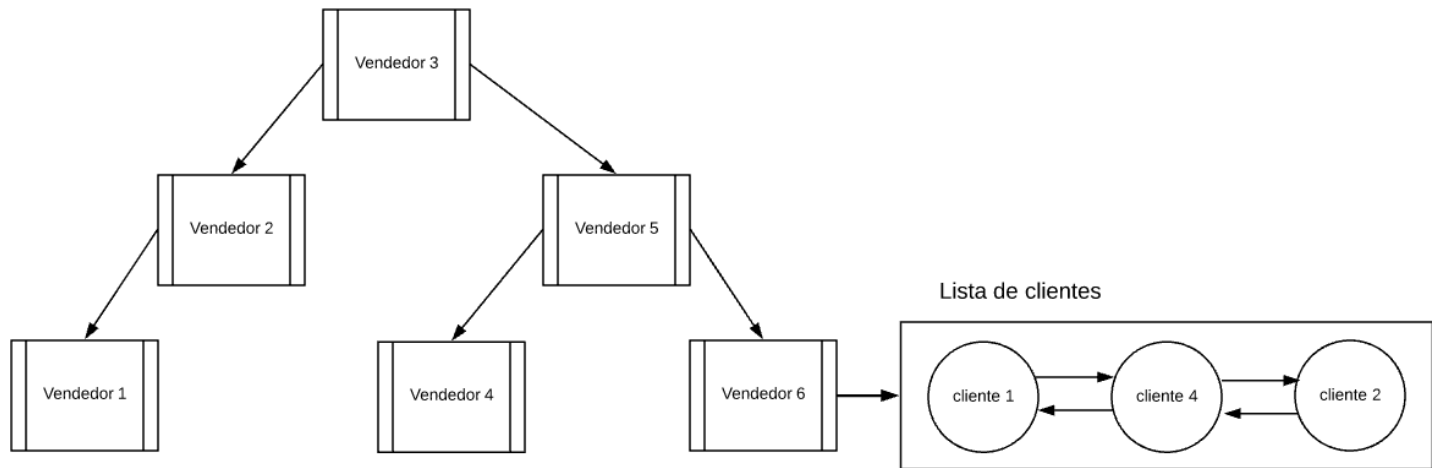 Vendedor 3
Vendedor 2
Vendedor 5
Lista de clientes
Vendedor 1
Vendedor 4
Vendedor 6
cliente 1
cliente 4
cliente 2